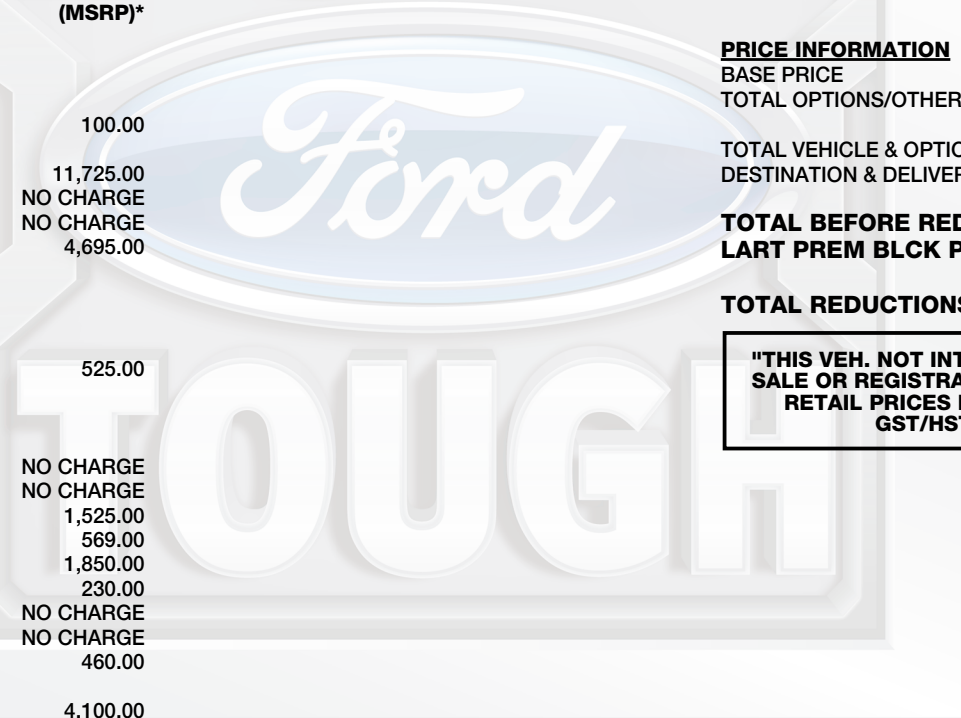 (MSRP)*
100.00
11,725.00
NO CHARGE
NO CHARGE
4,695.00
525.00
NO CHARGE
NO CHARGE
1,525.00
569.00
1,850.00
230.00
NO CHARGE
NO CHARGE
460.00
4,100.00
Ford
TOUGH
PRICE INFORMATION
BASE PRICE
TOTAL OPTIONS/OTHER
TOTAL VEHICLE & OPTIO
DESTINATION & DELIVER
TOTAL BEFORE RED
LART PREM BLCK P
TOTAL REDUCTIONS
"THIS VEH. NOT INT
SALE OR REGISTRA
RETAIL PRICES
GST/HST